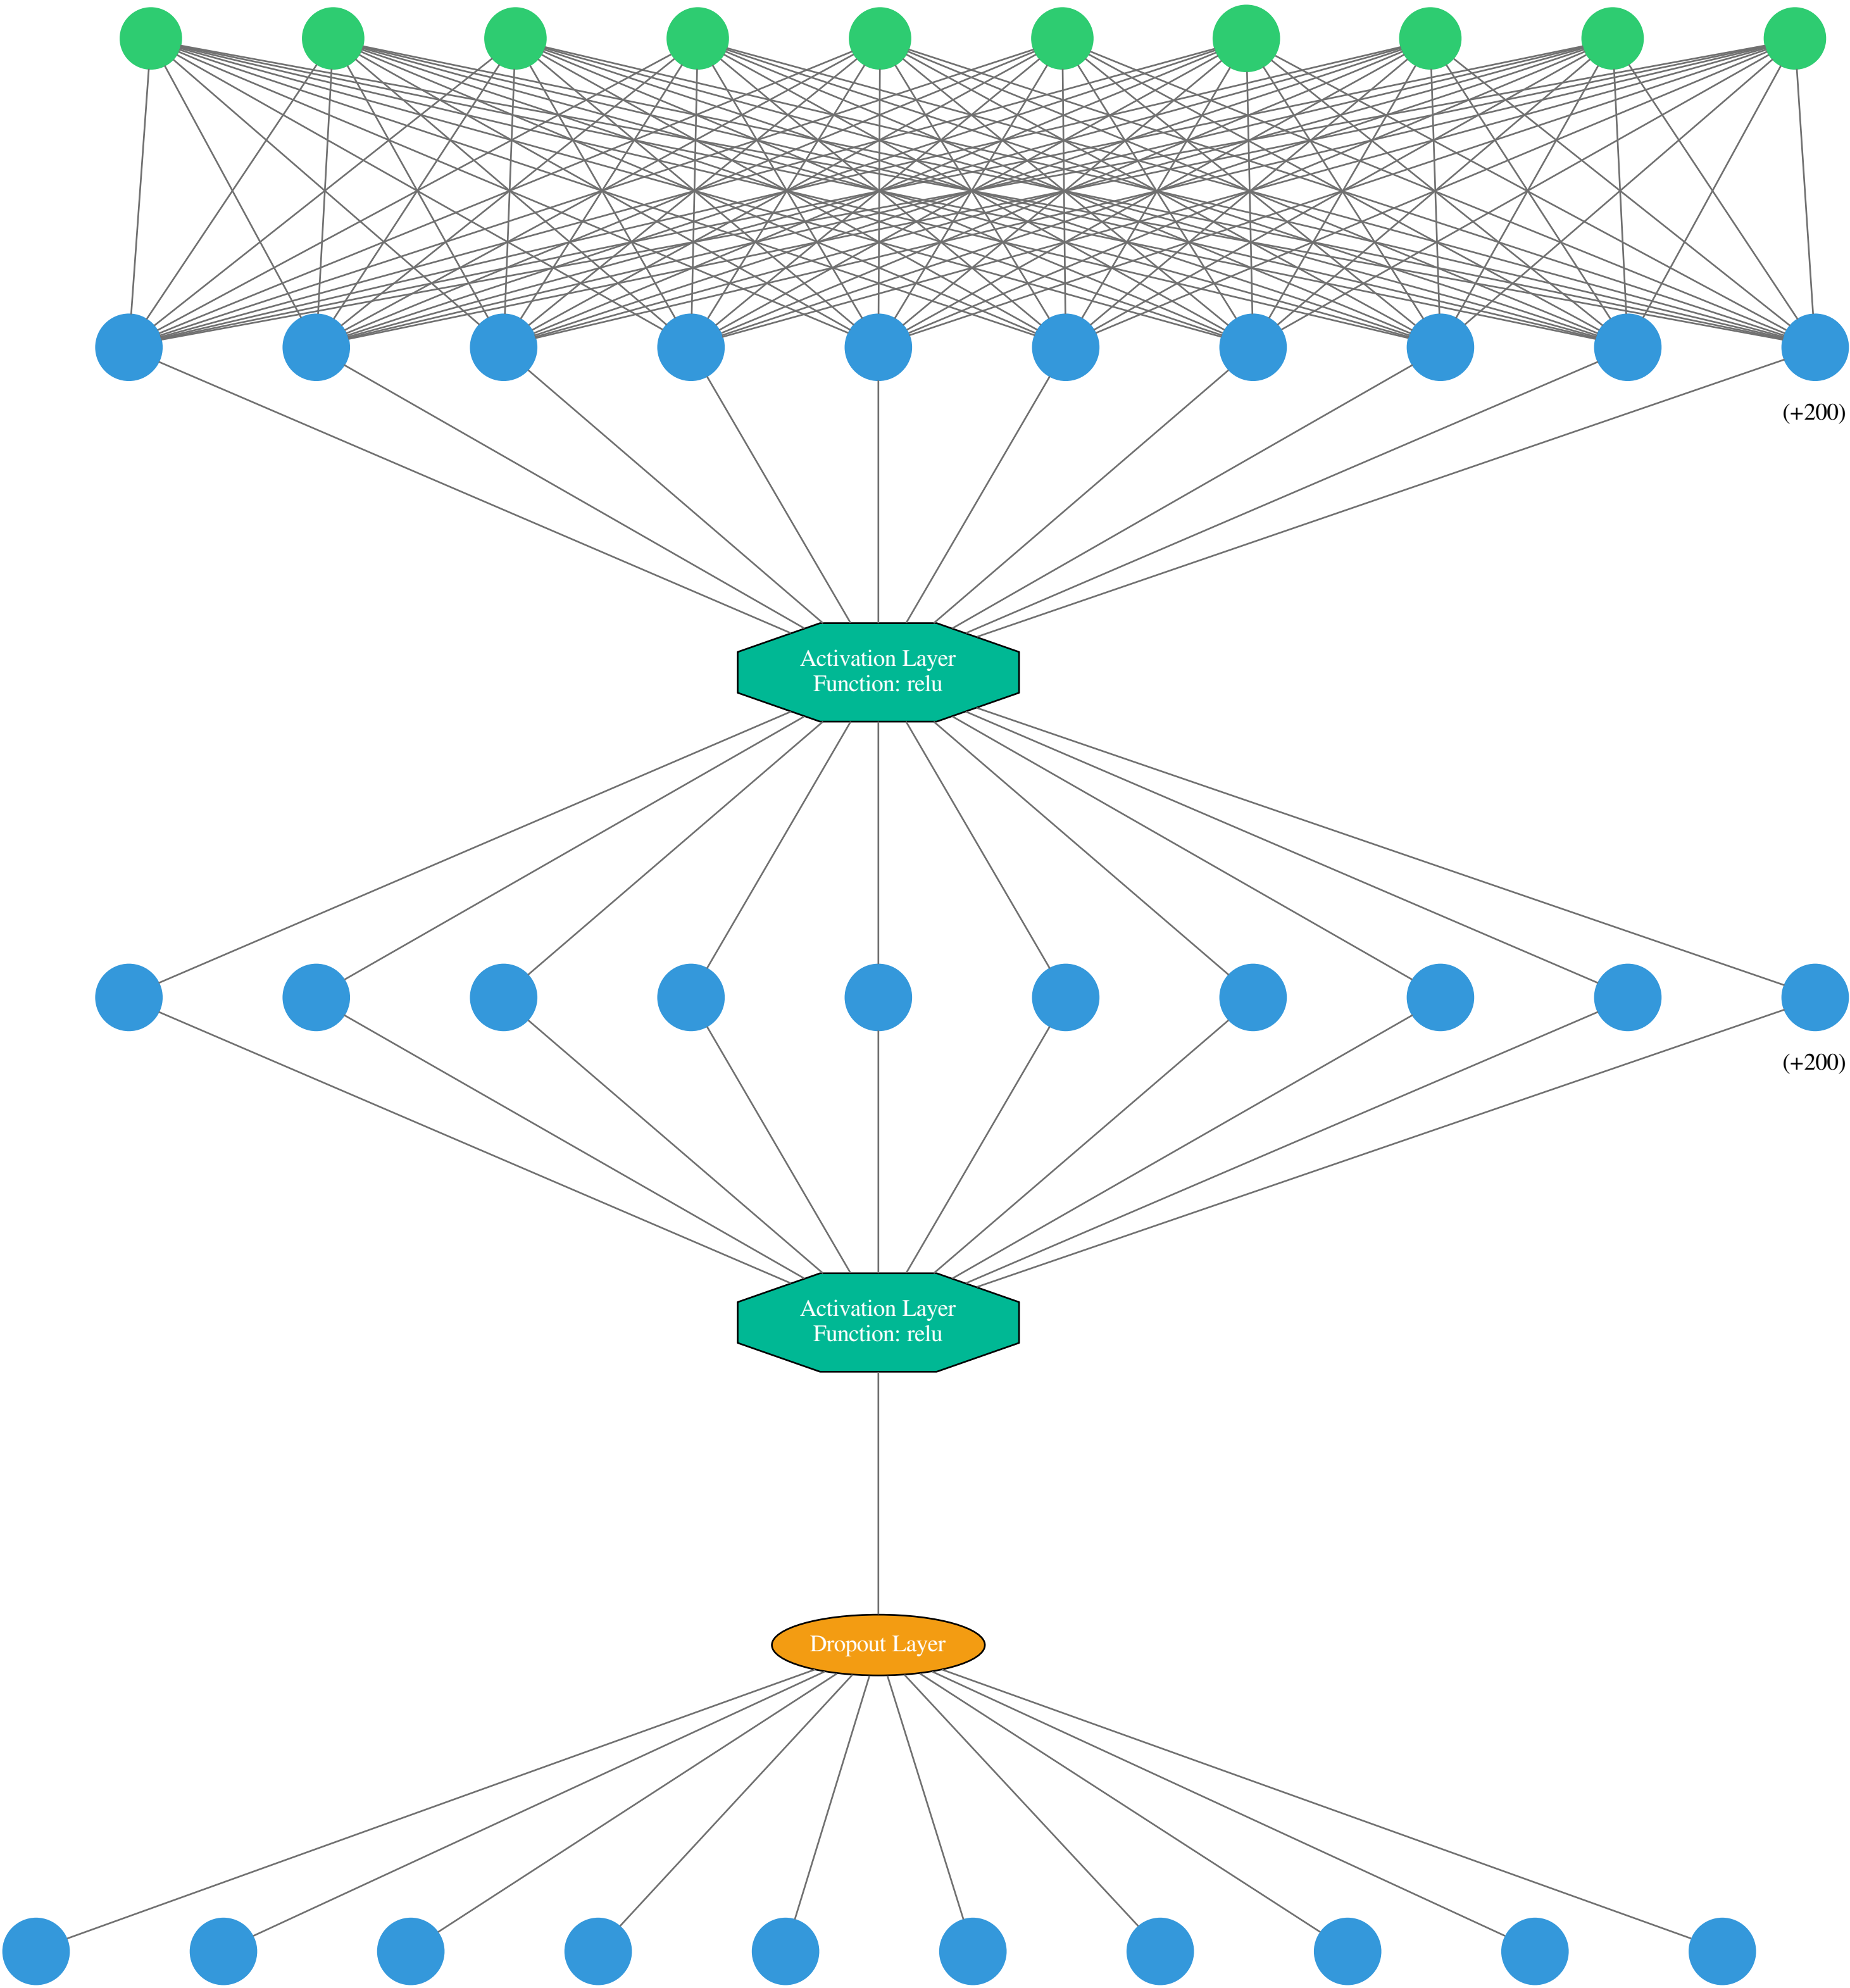 (+200)
Activation Layer
Function: relu
(+200)
Activation Layer
Function: relu
Dropout Layer